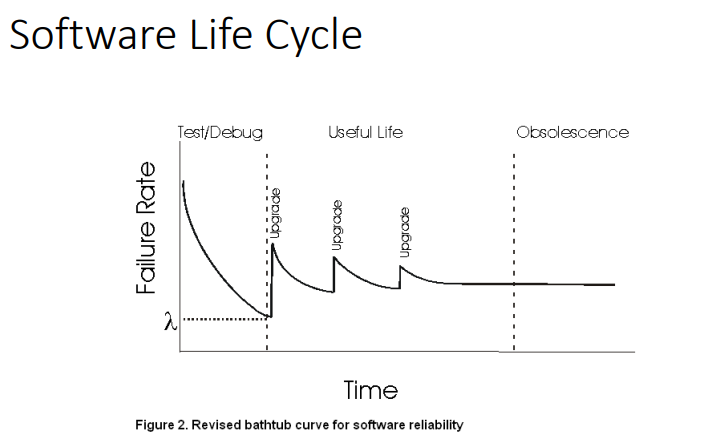 Software Life Cycle
Test/Debug
Useful Life
Obsolescence
Failure Rate
Upgrade
Upgrade
Upgrade
λ
Time
Figure 2. Revised bathtub curve for software reliability